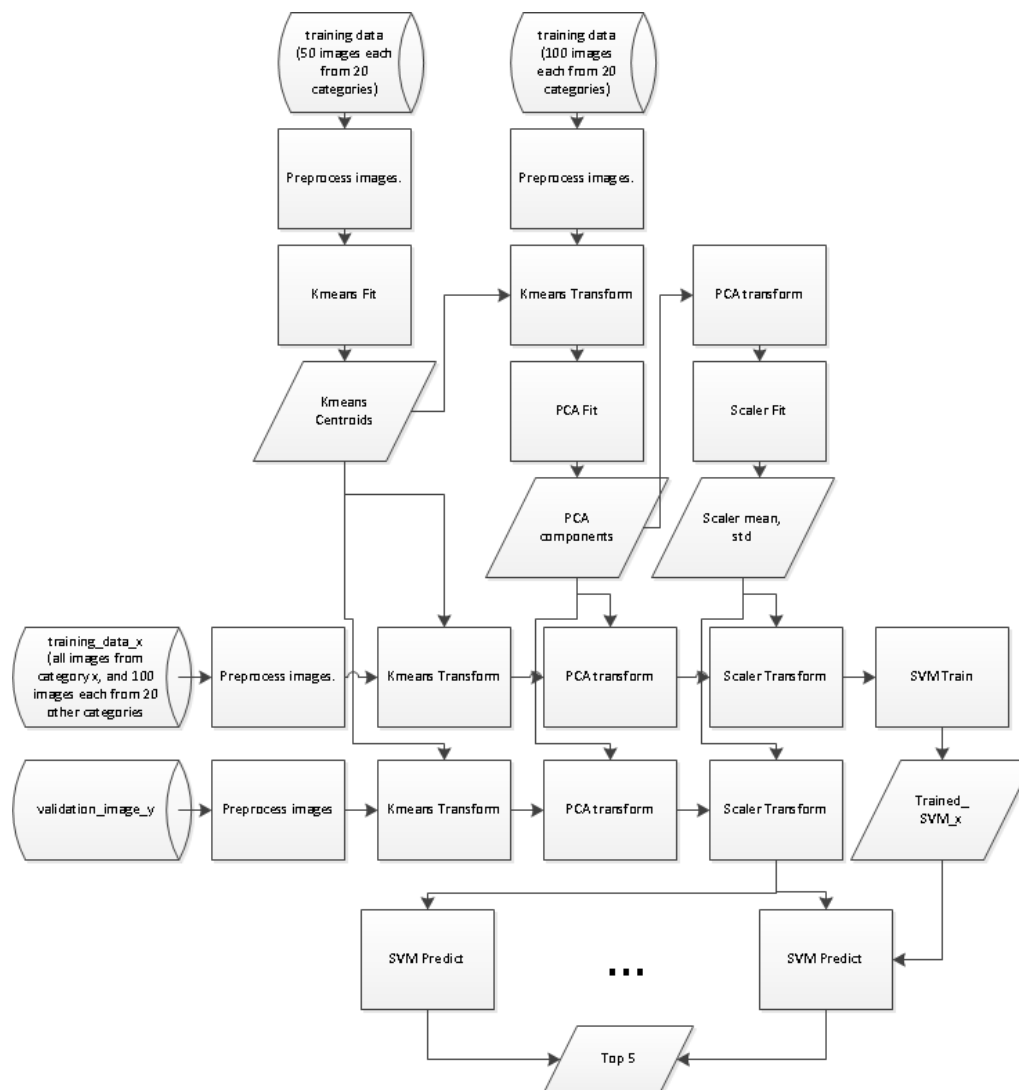 training data
(50 images each
from 20
categories)
training data
(100 images
each from 20
categories)
Preprocess images.
Preprocess images.
Kmeans Fit
Kmeans Transform
PCA transform
Kmeans
Centroids
PCA Fit
Scaler Fit
PCA
components
Scaler mean,
std
training_data_x
(all images from
category x, and 100
images each from 20
other categories
Preprocess images.
Kmeans Transform
PCA transform
Scaler Transform
SVM Train
validation_image_y
Preprocess images
Kmeans Transform
PCA transform
Scaler Transform
Trained_
SVM_x
SVM Predict
...
SVM Predict
Top 5